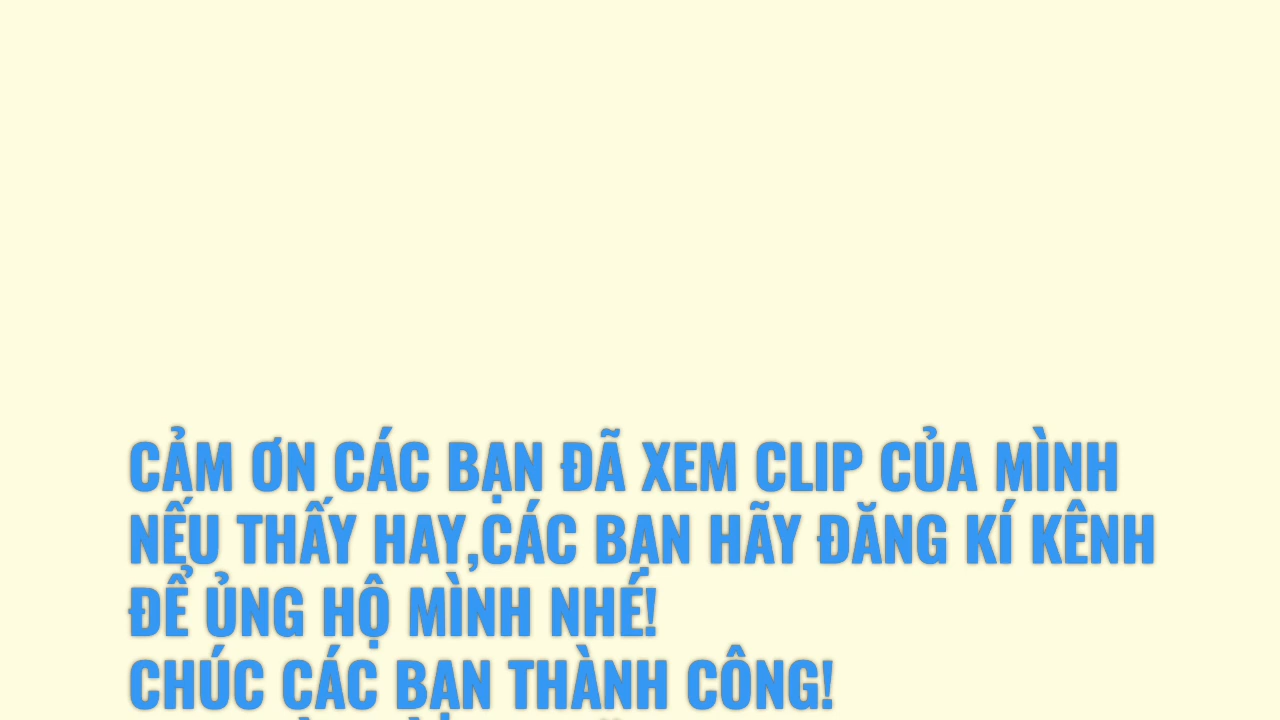 CẢM ƠN CÁC BẠN ĐÃ XEM CLIP CỦA MÌNH
NẾU THẤY HAY,CÁC BẠN HÃY ĐĂNG KÍ KÊNH
ĐỂ ỦNG HỘ MÌNH NHÉ!
CHÚC CÁC BẠN THÀNH CÔNG!